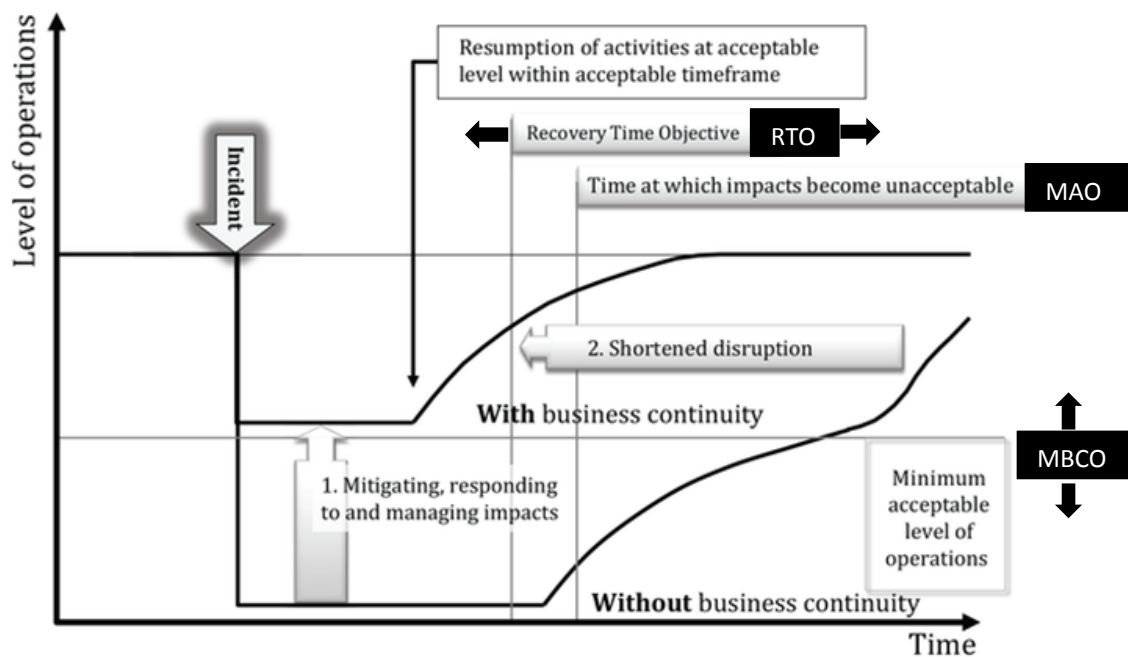 Level of operations
Resumption of activities at acceptable
level within acceptable timeframe
Recovery Time Objective
RTO
Time at which impacts become unacceptable
MAO
Incident
2. Shortened disruption
With business continuity
1. Mitigating, responding
to and managing impacts
MBCO
Minimum
acceptable
level of
operations
Without business continuity
Time